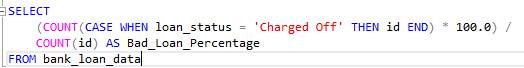 SELECT
(COUNT(CASE WHEN loan_status = 'Charged Off' THEN id END) * 100.0) /
COUNT(id) AS Bad_Loan_Percentage
FROM bank_loan_data